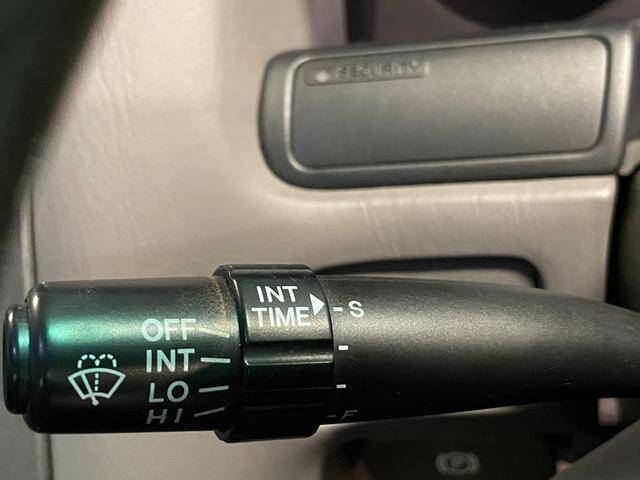 SECURITY
INT
TIME
S
OFF
INT
LO
HI
F
P